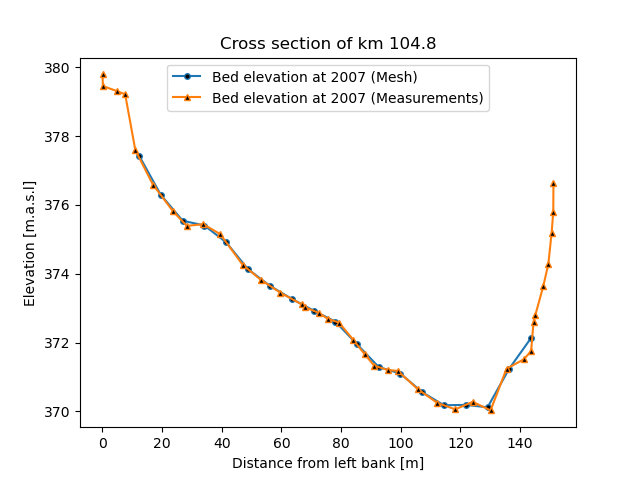 Cross section of km 104.8
Bed elevation at 2007 (Mesh)
Bed elevation at 2007 (Measurements)
Elevation [m.a.s.l]
380
378
376
374
372
370
0 20 40 60 80 100 120 140
Distance from left bank [m]